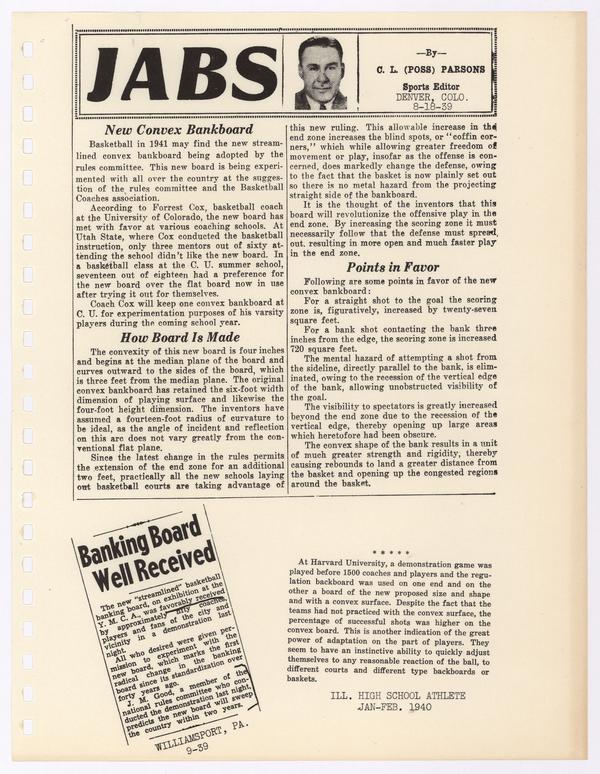 JABS
—By—
C. L. (POSS) PARSONS
Sports Editor
DENVER, COLO.
8-18-39
New Convex Bankboard
Basketball in 1941 may find the new stream-
lined convex bankboard being adopted by the
rules committee. This new board is being experi-
mented with all over the country at the sugges-
tion of the rules committee and the Basketball
Coaches association.
According to Forrest Cox, basketball coach
at the University of Colorado, the new board has
met with favor at various coaching schools. At
Utah State, where Cox conducted the basketball
instruction, only three mentors out of sixty at-
tending the school didn't like the new board. In
a basketball class at the C. U. summer school,
seventeen out of eighteen had a preference for
the new board over the flat board now in use
after trying it out for themselves.
Coach Cox will keep one convex bankboard at
C. U. for experimentation purposes of his varsity
players during the coming school year.
How Board Is Made
The convexity of this new board is four inches
and begins at the median plane of the board and
curves outward to the sides of the board, which
is three feet from the median plane. The original
convex bankboard has retained the six-foot width
dimension of playing surface and likewise the
four-foot height dimension. The inventors have
assumed a fourteen-foot radius of curvature to
be ideal, as the angle of incident and reflection
on this arc does not vary greatly from the con-
ventional flat plane.
Since the latest change in the rules permits
the extension of the end zone for an additional
two feet, practically all the new schools laying
out basketball courts are taking advantage of
this new ruling. This allowable increase in the
end zone increases the blind spots, or "coffin cor-
ners," which while allowing greater freedom of
movement or play, insofar as the offense is con-
cerned, does markedly change the defense, owing
to the fact that the basket is now plainly set out
so there is no metal hazard from the projecting
straight side of the bankboard.
It is the thought of the inventors that this
board will revolutionize the offensive play in the
end zone. By increasing the scoring zone it must
necessarily follow that the defense must spread
out, resulting in more open and much faster play
in the end zone.
Points in Favor
Following are some points in favor of the new
convex bankboard:
For a straight shot to the goal the scoring
zone is, figuratively, increased by twenty-seven
square feet.
For a bank shot contacting the bank three
inches from the edge, the scoring zone is increased
720 square feet.
The mental hazard of attempting a shot from
the sideline, directly parallel to the bank, is elim-
inated, owing to the recession of the vertical edge
of the bank, allowing unobstructed visibility of
the goal.
The visibility to spectators is greatly increased
beyond the end zone due to the recession of the
vertical edge, thereby opening up large areas
which heretofore had been obscure.
The convex shape of the bank results in a unit
of much greater strength and rigidity, thereby
causing rebounds to land a greater distance from
the basket and opening up the congested regions
around the basket.
Banking Board
Well Received
The new "streamlined" basketball
banking board, on exhibition at the
Y. M. C. A., was favorably received
by approximately fifty coaches,
players and fans of the city and
vicinity in a demonstration last
night.
All who desired were given per-
mission to experiment with the
new board, which marks the first
radical change in the banking
board since its standardization over
forty years ago.
J. M. Good, a member of the
national rules committee who con-
ducted the demonstration last night,
predicts the new board will sweep
the country within two years.
WILLIAMSPORT, PA.
9-39
* * * * *
At Harvard University, a demonstration game was
played before 1500 coaches and players and the regu-
lation backboard was used on one end and on the
other a board of the new proposed size and shape
and with a convex surface. Despite the fact that the
teams had not practiced with the convex surface, the
percentage of successful shots was higher on the
convex board. This is another indication of the great
power of adaptation on the part of players. They
seem to have an instinctive ability to quickly adjust
themselves to any reasonable reaction of the ball, to
different courts and different type backboards or
baskets.
ILL. HIGH SCHOOL ATHLETE
JAN-FEB. 1940